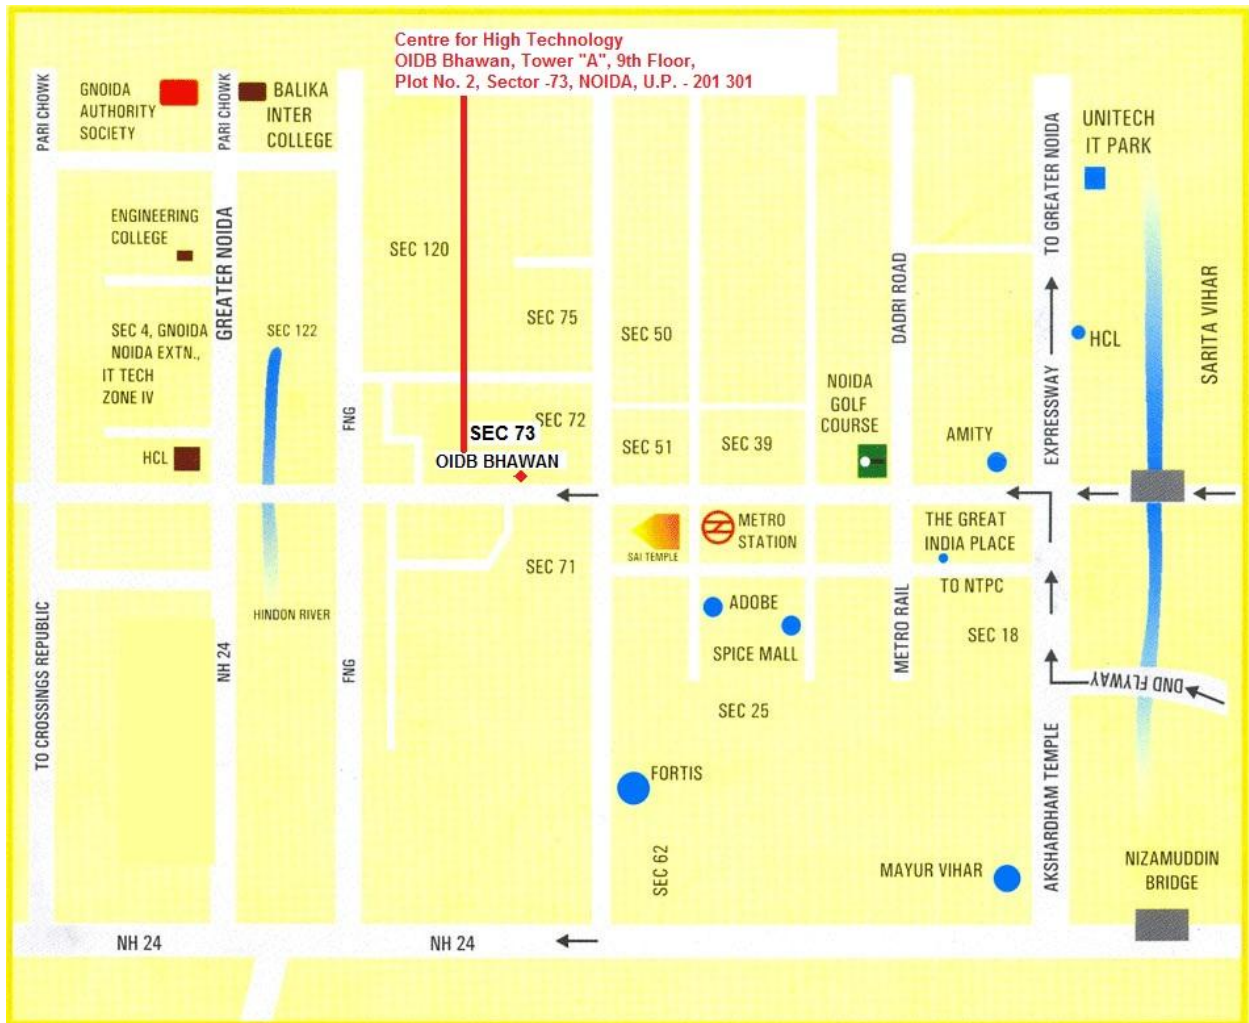 Centre for High Technology
OIDB Bhawan, Tower "A", 9th Floor,
Plot No. 2, Sector -73, NOIDA, U.P. - 201 301
PARI CHOWK
GNOIDA
AUTHORITY
SOCIETY
PARI CHOWK
BALIKA
INTER
COLLEGE
UNITECH
IT PARK
TO GREATER NOIDA
ENGINEERING
COLLEGE
GREATER NOIDA
SEC 120
DADRI ROAD
SARITA VIHAR
SEC 4, GNOIDA
NOIDA EXTN.,
IT TECH
ZONE IV
SEC 122
SEC 75
SEC 50
HCL
FNG
NOIDA
GOLF
COURSE
EXPRESSWAY
SEC 72
SEC 73
SEC 51
SEC 39
AMITY
HCL
OIDB BHAWAN
SAI TEMPLE
METRO
STATION
THE GREAT
INDIA PLACE
SEC 71
TO NTPC
HINDON RIVER
ADOBE
METRO RAIL
SEC 18
SPICE MALL
TO CROSSINGS REPUBLIC
NH 24
FNG
DND FLYWAY
SEC 25
FORTIS
AKSHARDHAM TEMPLE
SEC 62
MAYUR VIHAR
NIZAMUDDIN
BRIDGE
NH 24
NH 24